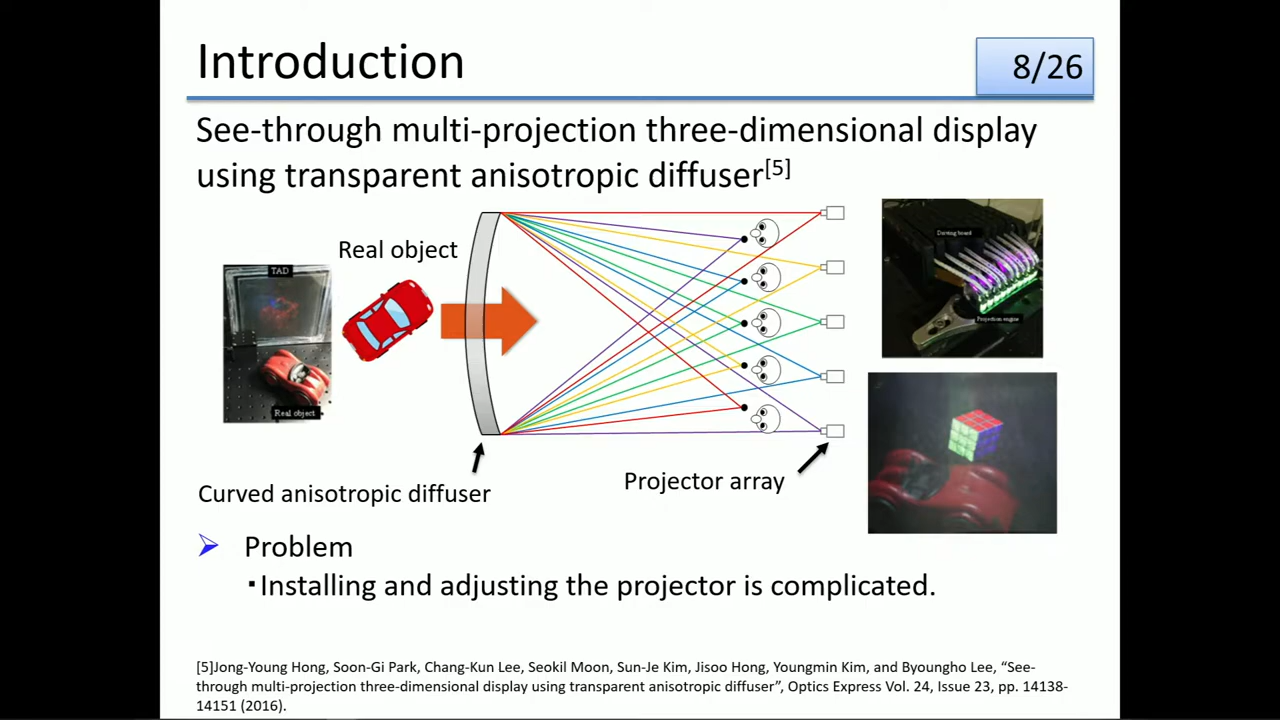 Introduction
8/26
See-through multi-projection three-dimensional display
using transparent anisotropic diffuser[5]
Real object
TAD
Real object
Driving board
Projection engine
Curved anisotropic diffuser
Projector array
➢ Problem
▪Installing and adjusting the projector is complicated.
[5]Jong-Young Hong, Soon-Gi Park, Chang-Kun Lee, Seokil Moon, Sun-Je Kim, Jisoo Hong, Youngmin Kim, and Byoungho Lee, “See-
through multi-projection three-dimensional display using transparent anisotropic diffuser”, Optics Express Vol. 24, Issue 23, pp. 14138-
14151 (2016).